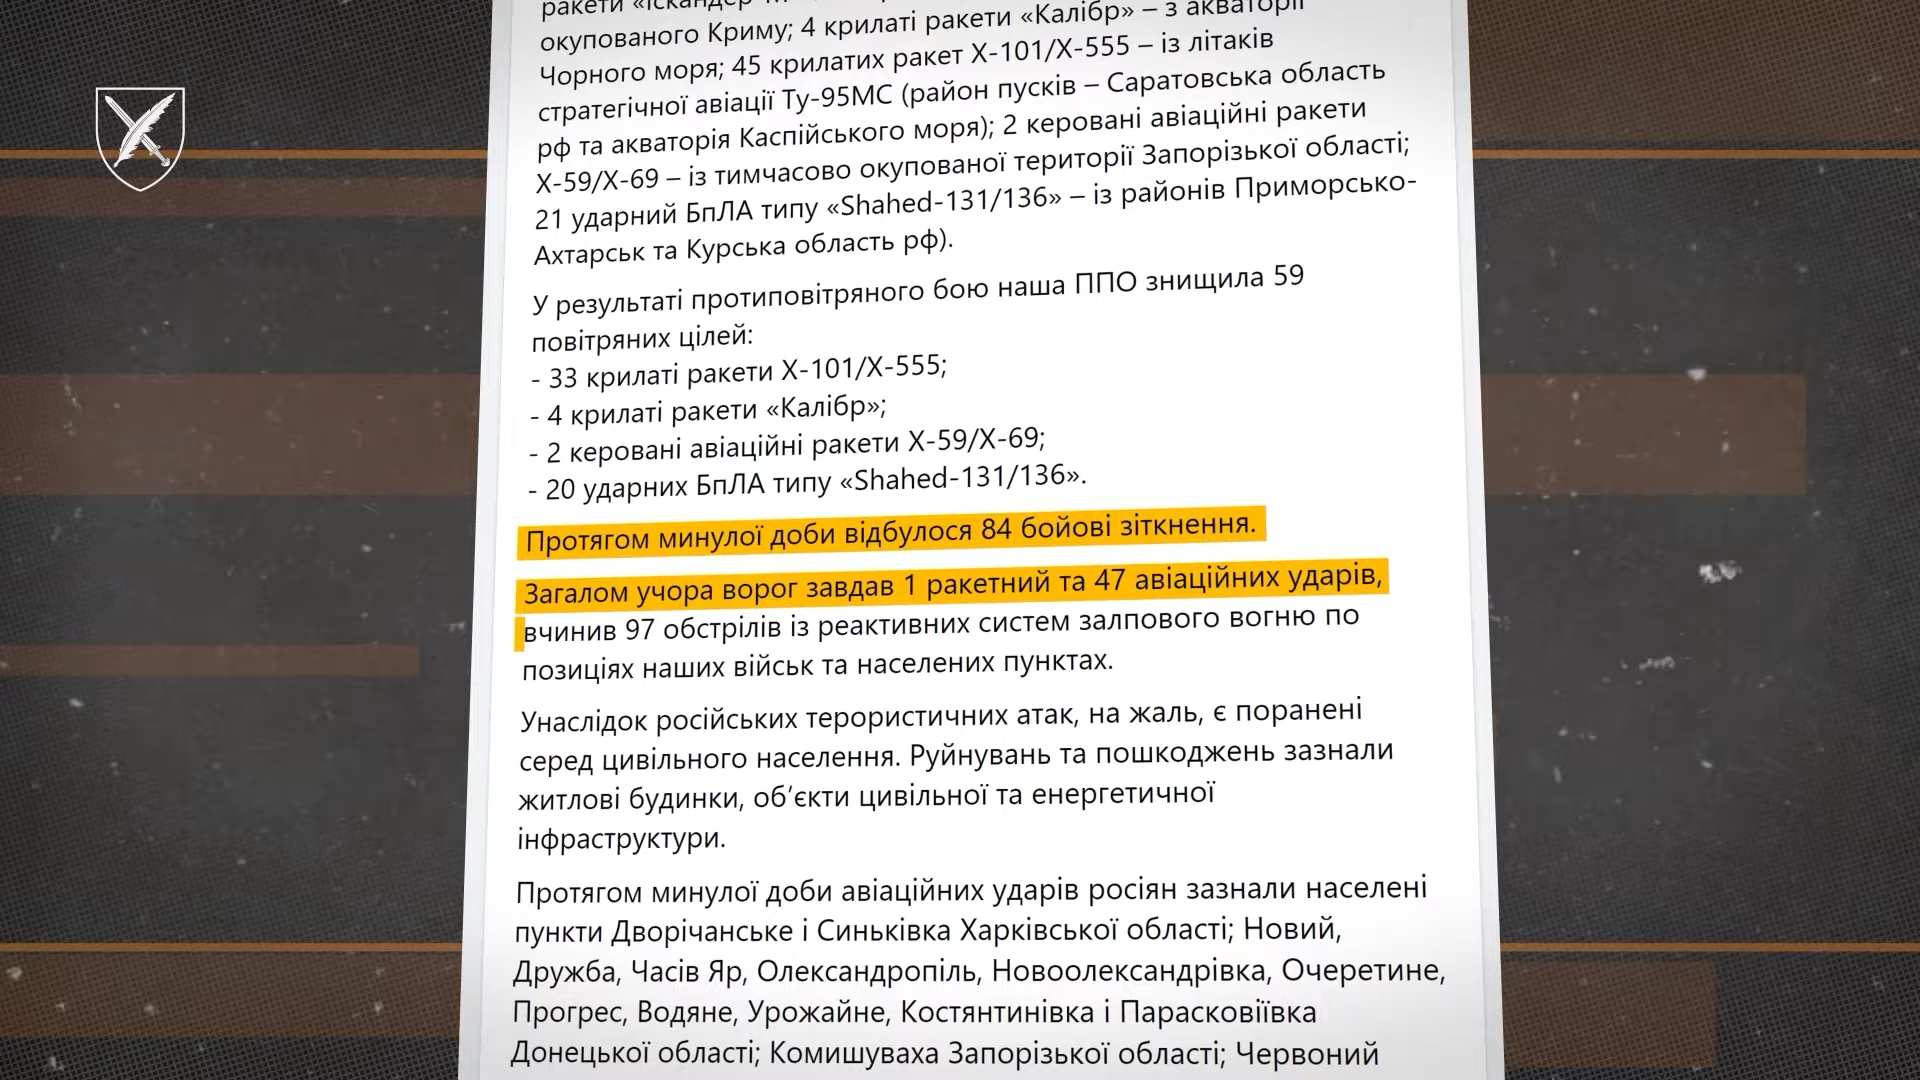 ракети «Іскандер-М
окупованого Криму; 4 крилаті ракети «Калібр» – з акваторії
Чорного моря; 45 крилатих ракет Х-101/Х-555 – із літаків
стратегічної авіації Ту-95МС (район пусків – Саратовська область
рф та акваторія Каспійського моря); 2 керовані авіаційні ракети
Х-59/Х-69 – із тимчасово окупованої території Запорізької області;
21 ударний БпЛА типу «Shahed-131/136» – із районів Приморсько-
Ахтарськ та Курська область рф).
У результаті протиповітряного бою наша ППО знищила 59
повітряних цілей:
- 33 крилаті ракети Х-101/Х-555;
- 4 крилаті ракети «Калібр»;
- 2 керовані авіаційні ракети Х-59/Х-69;
- 20 ударних БпЛА типу «Shahed-131/136».
Протягом минулої доби відбулося 84 бойові зіткнення.
Загалом учора ворог завдав 1 ракетний та 47 авіаційних ударів,
вчинив 97 обстрілів із реактивних систем залпового вогню по
позиціях наших військ та населених пунктах.
Унаслідок російських терористичних атак, на жаль, є поранені
серед цивільного населення. Руйнувань та пошкоджень зазнали
житлові будинки, об’єкти цивільної та енергетичної
інфраструктури.
Протягом минулої доби авіаційних ударів росіян зазнали населені
пункти Дворічанське і Синьківка Харківської області; Новий,
Дружба, Часів Яр, Олександропіль, Новоолександрівка, Очеретине,
Прогрес, Водяне, Урожайне, Костянтинівка і Парасковіївка
Донецької області; Комишуваха Запорізької області; Червоний